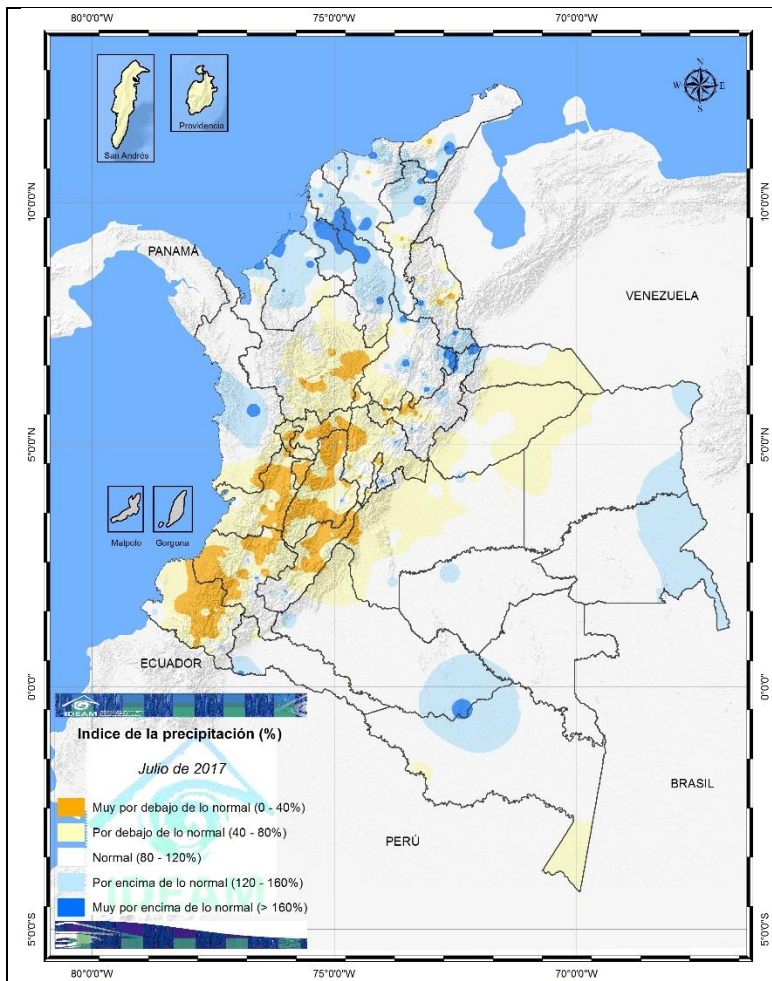 80°0'0"W 75°0'0"W 70°0'0"W
N
W E
S
San Andrés
Providencia
10°0'0"N 10°0'0"N
PANAMÁ
VENEZUELA
5°0'0"N 5°0'0"N
Malpelo Gorgona
ECUADOR
0°0'0" 0°0'0"
IDEAM
Indice de la precipitación (%)
Julio de 2017
BRASIL
Muy por debajo de lo normal (0 - 40%)
Por debajo de lo normal (40 - 80%)
PERÚ
Normal (80 - 120%)
Por encima de lo normal (120 - 160%)
IDEAM
Muy por encima de lo normal (> 160%)
5°0'0"S 5°0'0"S
80°0'0"W 75°0'0"W 70°0'0"W